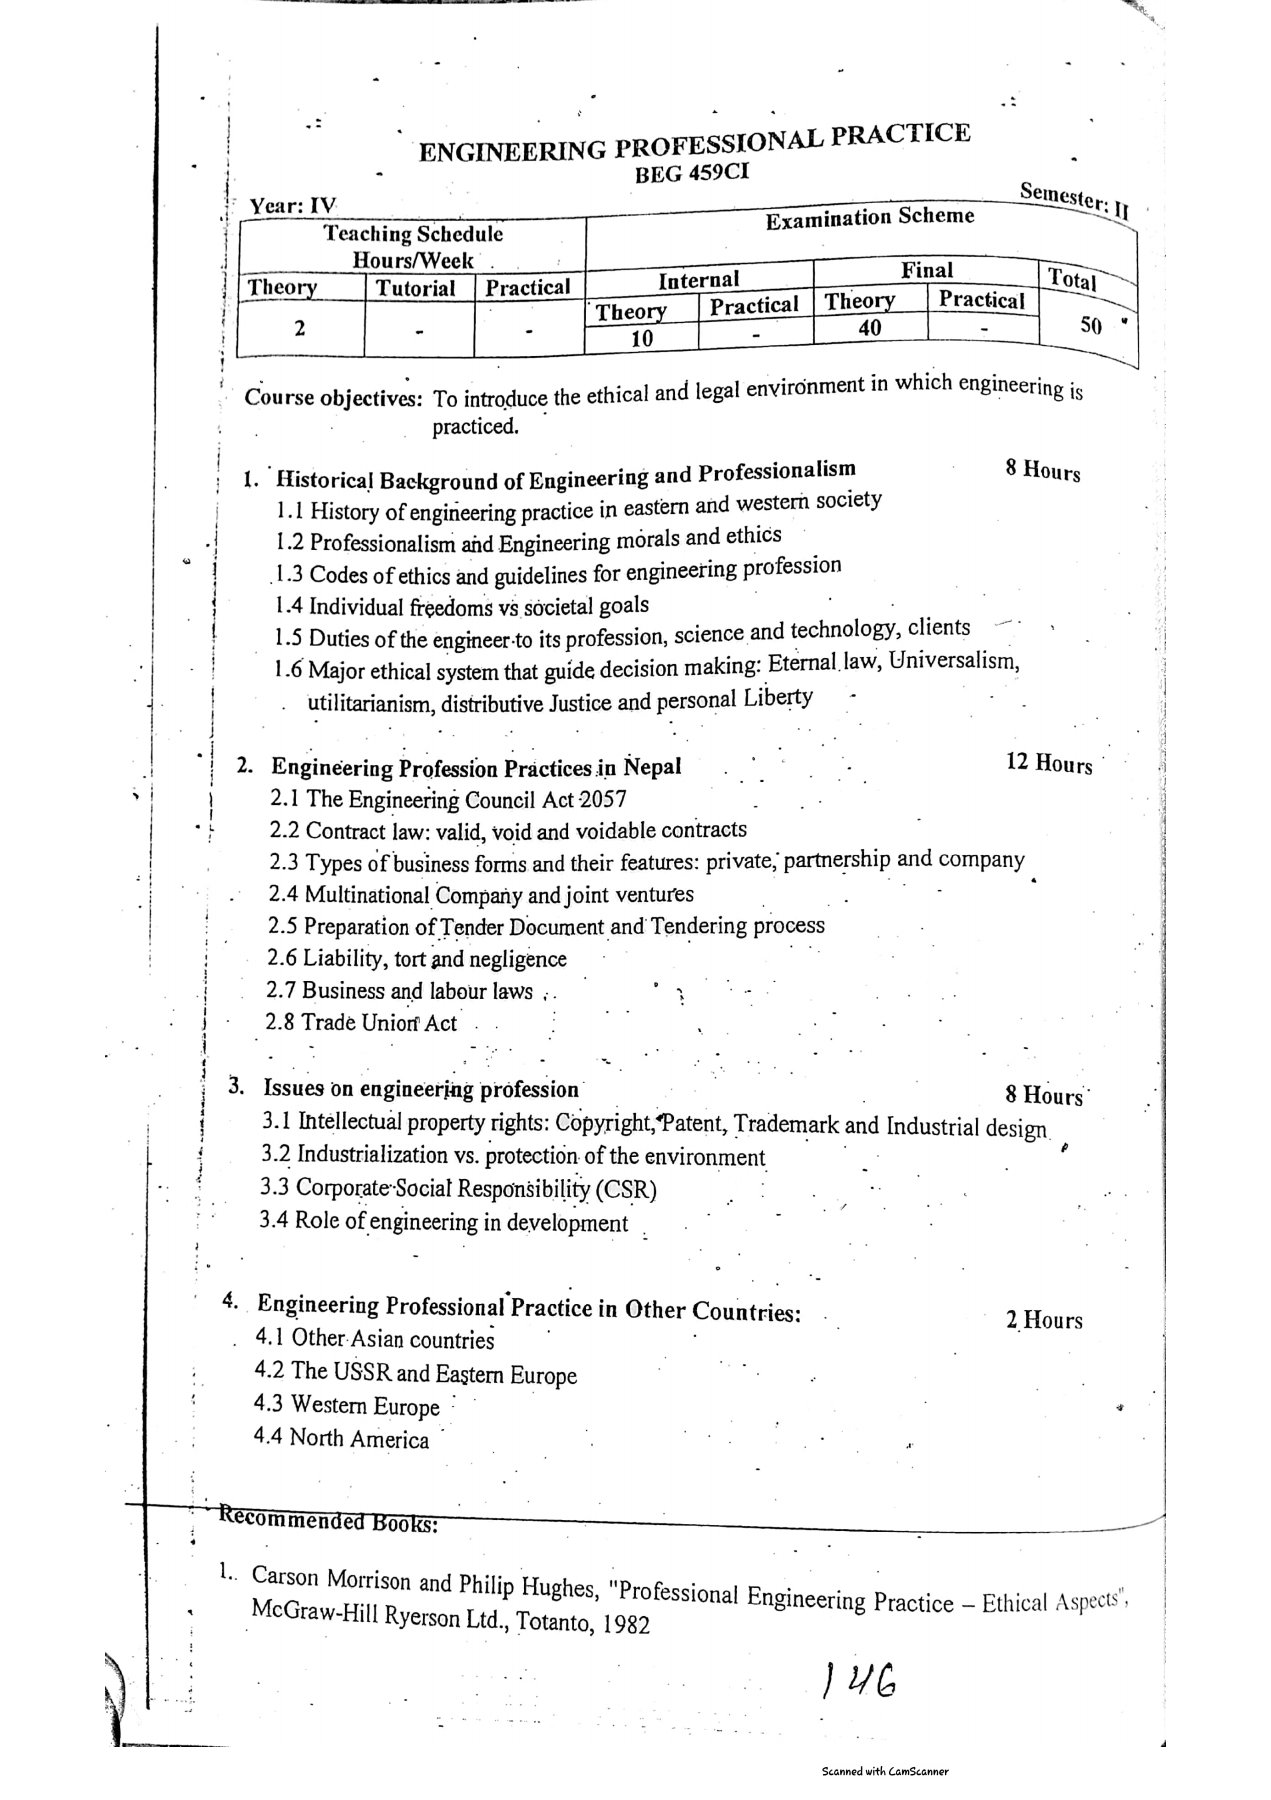 ENGINEERING PROFESSIONAL PRACTICE
BEG 459CI
Year: IV Semester: II
Teaching Schedule Hours/Week Examination Scheme
Theory Tutorial Practical Internal Final Total
Theory Practical Theory Practical
2 - - 10 - 40 - 50
Course objectives: To introduce the ethical and legal environment in which engineering is
practiced.
1. Historical Background of Engineering and Professionalism 8 Hours
1.1 History of engineering practice in eastern and western society
1.2 Professionalism and Engineering morals and ethics
1.3 Codes of ethics and guidelines for engineering profession
1.4 Individual freedoms vs societal goals
1.5 Duties of the engineer to its profession, science and technology, clients
1.6 Major ethical system that guide decision making: Eternal law, Universalism,
utilitarianism, distributive Justice and personal Liberty
2. Engineering Profession Practices in Nepal 12 Hours
2.1 The Engineering Council Act 2057
2.2 Contract law: valid, void and voidable contracts
2.3 Types of business forms and their features: private, partnership and company
2.4 Multinational Company and joint ventures
2.5 Preparation of Tender Document and Tendering process
2.6 Liability, tort and negligence
2.7 Business and labour laws
2.8 Trade Union Act
3. Issues on engineering profession 8 Hours
3.1 Intellectual property rights: Copyright, Patent, Trademark and Industrial design
3.2 Industrialization vs. protection of the environment
3.3 Corporate Social Responsibility (CSR)
3.4 Role of engineering in development
4. Engineering Professional Practice in Other Countries: 2 Hours
4.1 Other Asian countries
4.2 The USSR and Eastern Europe
4.3 Western Europe
4.4 North America
Recommended Books:
1. Carson Morrison and Philip Hughes, "Professional Engineering Practice – Ethical Aspects",
McGraw-Hill Ryerson Ltd., Totanto, 1982
146
Scanned with CamScanner